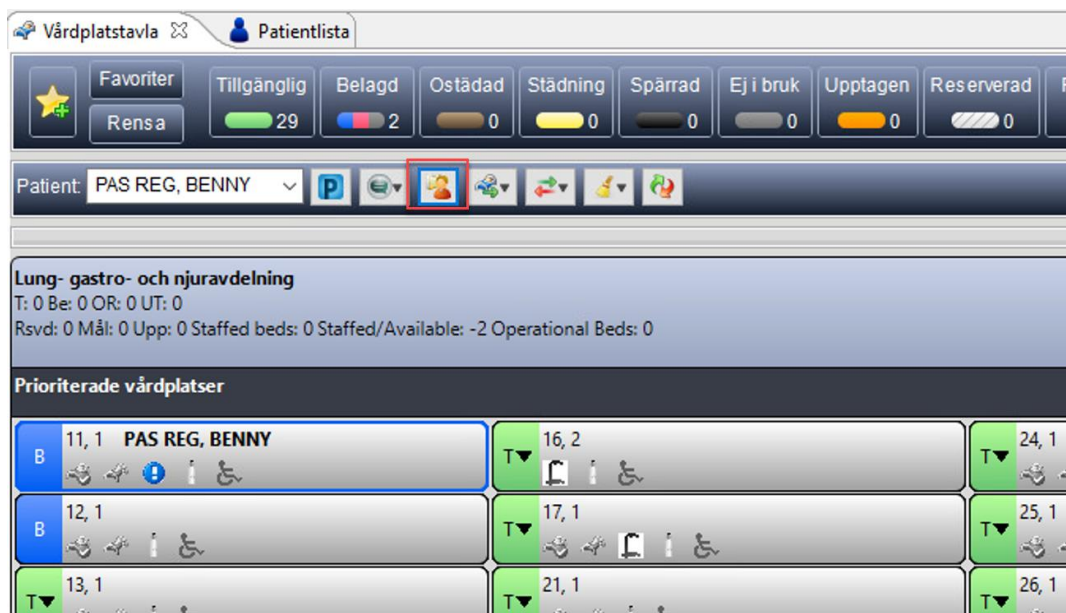 Vårdplatstavla
Patientlista
Favoriter
Rensa
Tillgänglig
29
Belagd
2
Ostädad
0
Städning
0
Spärrad
0
Ej i bruk
0
Upptagen
0
Reserverad
0
Patient: PAS REG, BENNY
P
Lung- gastro- och njuravdelning
T: 0 Be: 0 OR: 0 UT: 0
Rsvd: 0 Mål: 0 Upp: 0 Staffed beds: 0 Staffed/Available: -2 Operational Beds: 0
Prioriterade vårdplatser
B
11, 1 PAS REG, BENNY
T
16, 2
T
24, 1
B
12, 1
T
17, 1
T
25, 1
T
13, 1
T
21, 1
T
26, 1